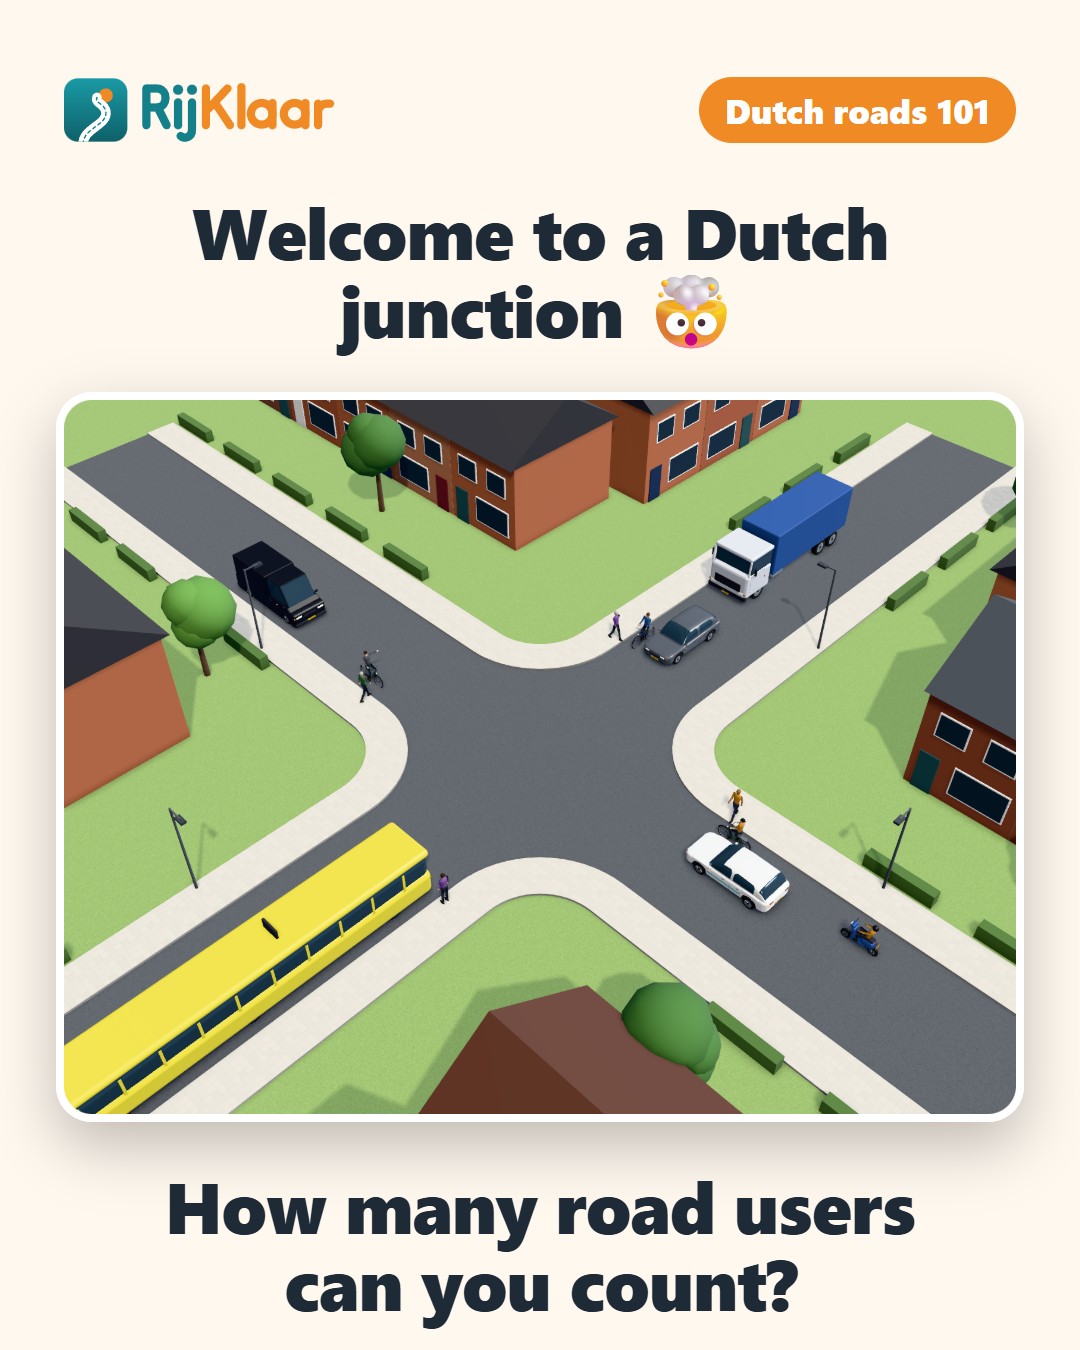 RijKlaar
Dutch roads 101
Welcome to a Dutch
junction 🤯
How many road users
can you count?